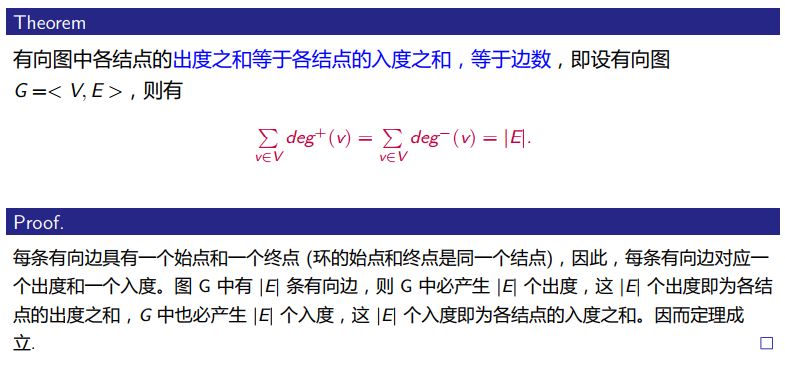 Theorem
有向图中各结点的出度之和等于各结点的入度之和，等于边数，即设有向图
G =< V, E >，则有
∑ deg⁺(v) = ∑ deg⁻(v) = |E|.
v∈V v∈V
Proof.
每条有向边具有一个始点和一个终点 (环的始点和终点是同一个结点)，因此，每条有向边对应一
个出度和一个入度。图 G 中有 |E| 条有向边，则 G 中必产生 |E| 个出度，这 |E| 个出度即为各结
点的出度之和，G 中也必产生 |E| 个入度，这 |E| 个入度即为各结点的入度之和。因而定理成
立. □